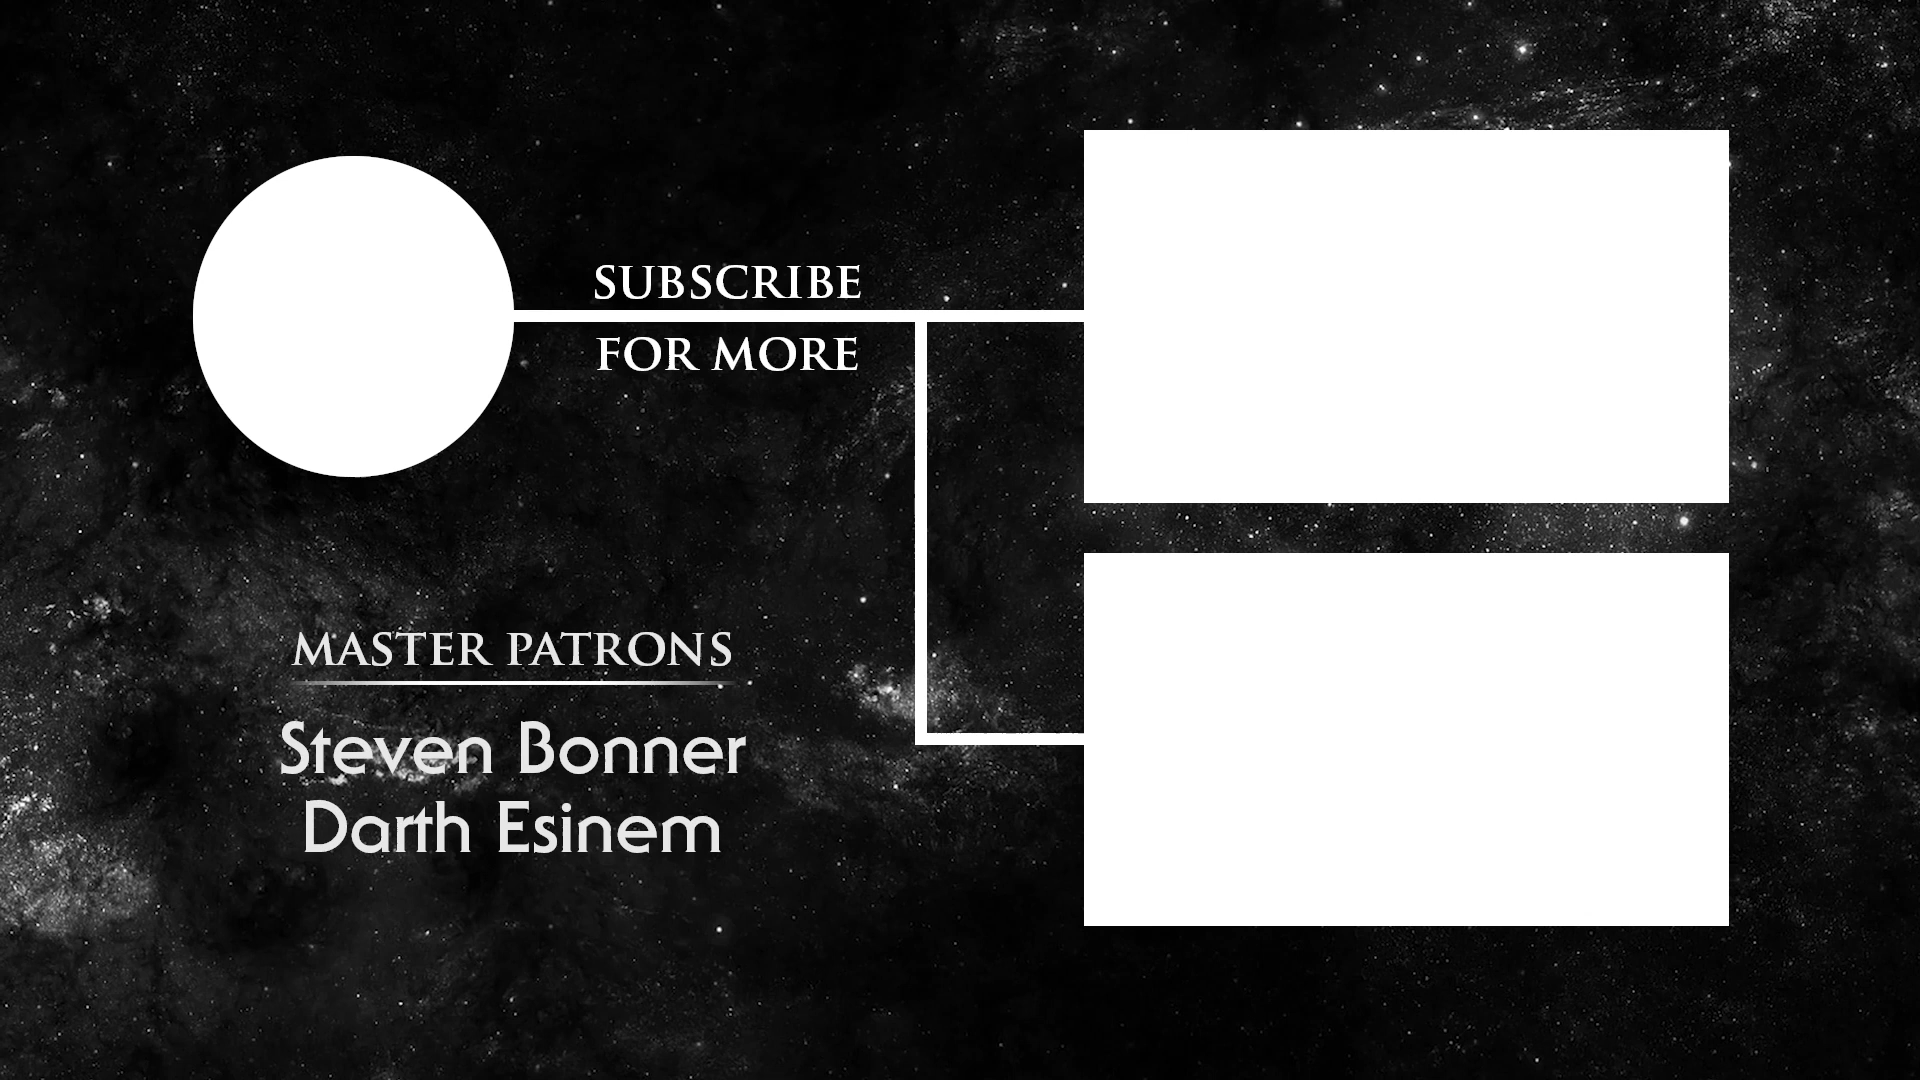 SUBSCRIBE
FOR MORE
MASTER PATRONS
Steven Bonner
Darth Esinem